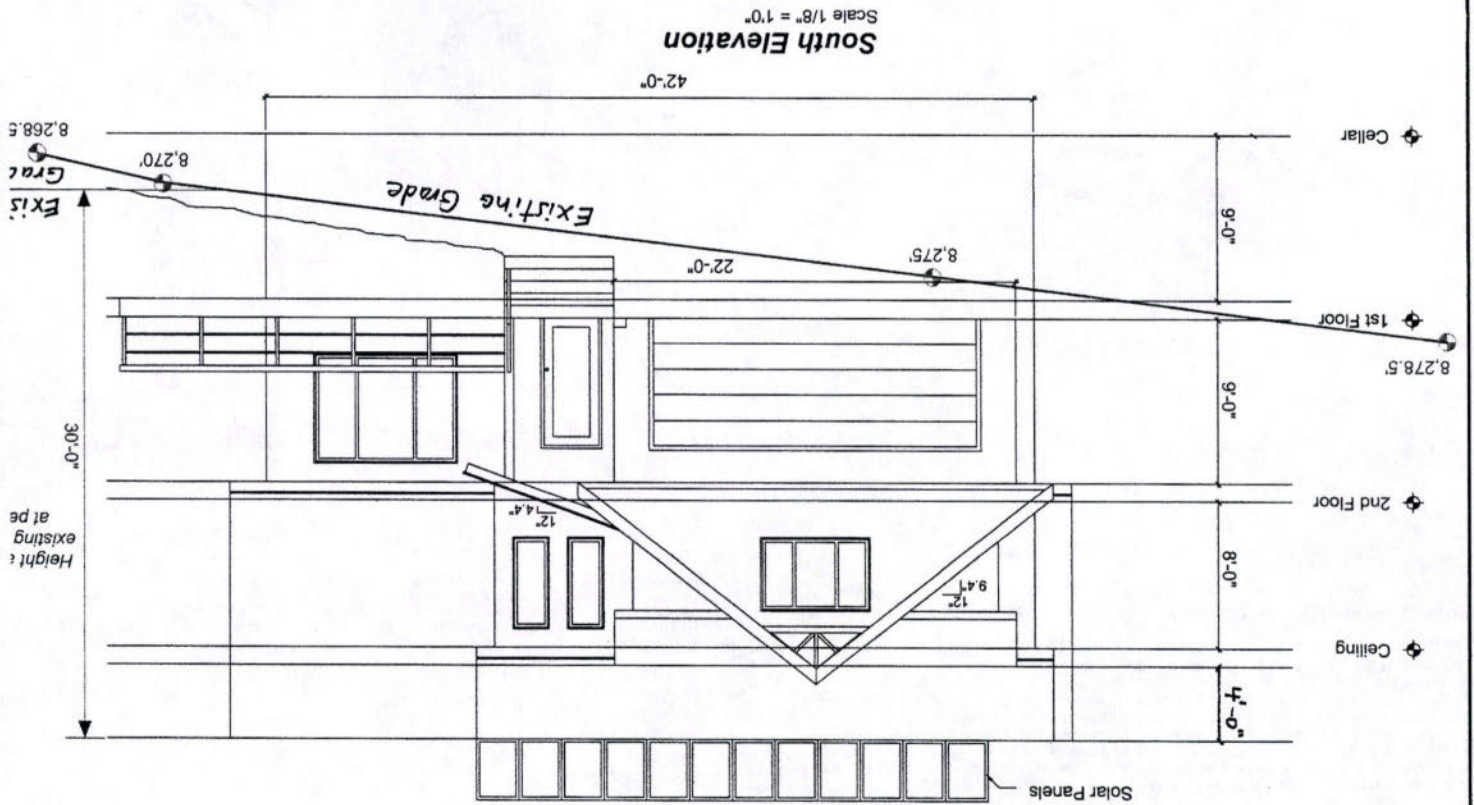 Solar Panels
4'-0"
Ceiling
12"
9.4"
8'-0"
Height
existing
at pe
12"
4.4"
2nd Floor
30'-0"
9'-0"
8,278.5'
1st Floor
22'-0"
8,275'
9'-0"
Existing Grade
Exis
Grad
8,270'
8,268.5
Cellar
42'-0"
South Elevation
Scale 1/8" = 1'0"